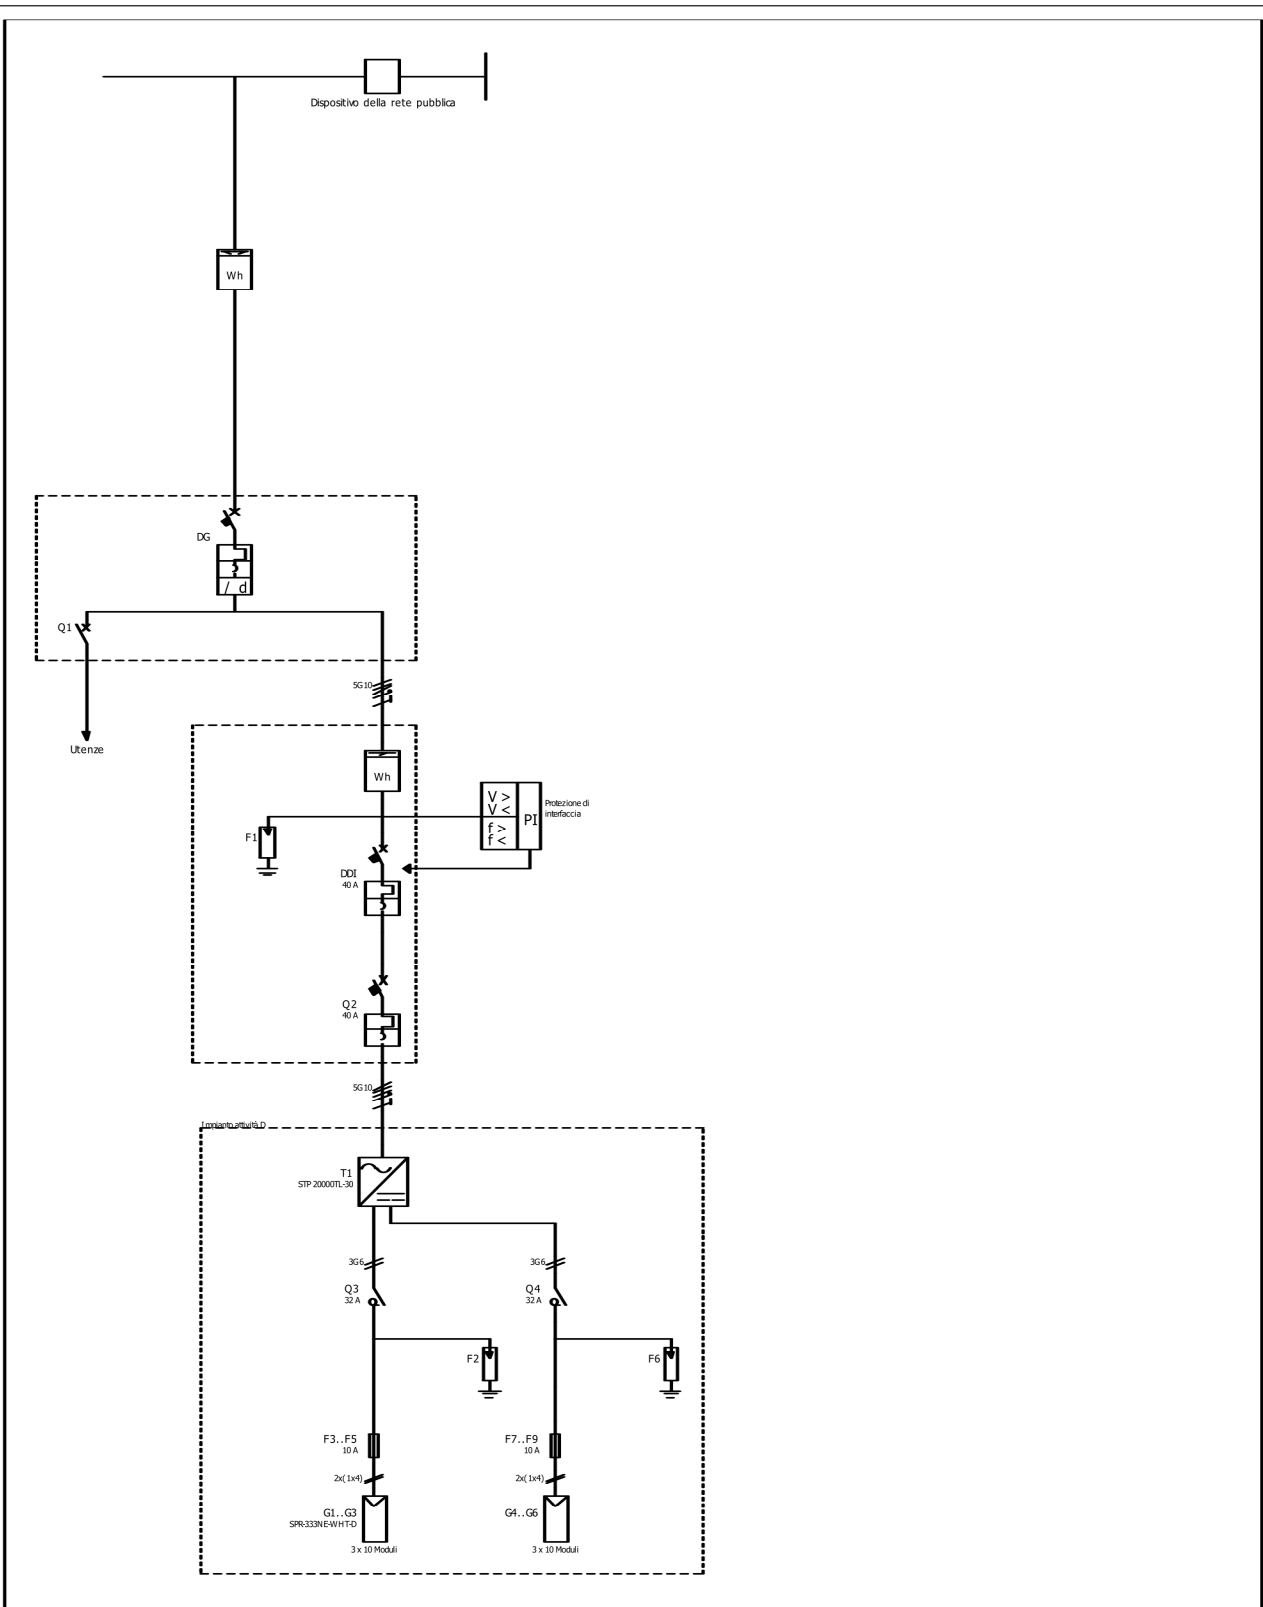 Dispositivo della rete pubblica
Wh
DG
/ d
Q1
5G10
Utenze
Wh
V >
V <
f >
f <
PI
Protezione di
interfaccia
F1
DDI
40 A
Q2
40 A
5G10
Impianto attività D
T1
STP 20000TL-30
3G6
3G6
Q3
32 A
Q4
32 A
F2
F6
F3..F5
10 A
F7..F9
10 A
2x(1x4)
2x(1x4)
G1..G3
SPR-333NE-WHT-D
G4..G6
3 x 10 Moduli
3 x 10 Moduli